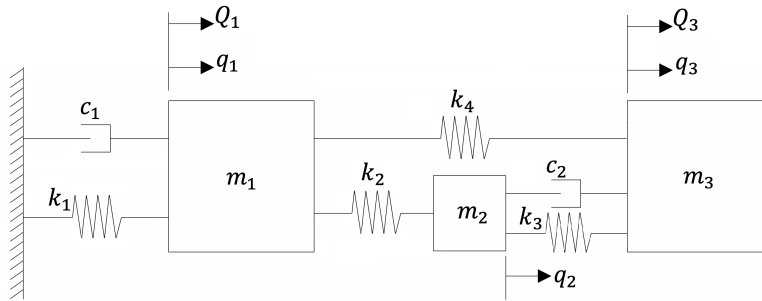 Q₁
Q₃
q₁
q₃
c₁
k₄
k₁
m₁
k₂
c₂
m₂
m₃
k₃
q₂